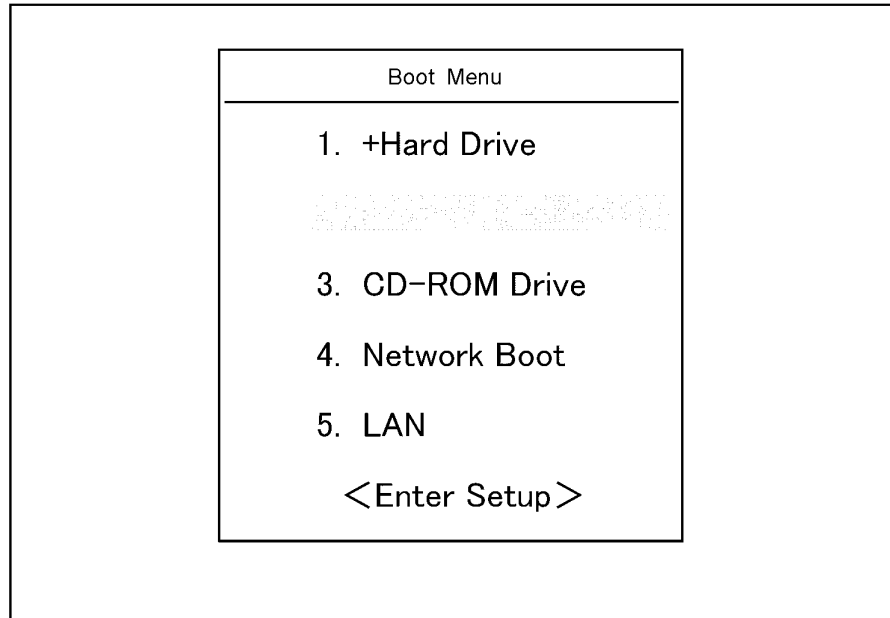 Boot Menu
1. +Hard Drive
3. CD-ROM Drive
4. Network Boot
5. LAN
<Enter Setup>